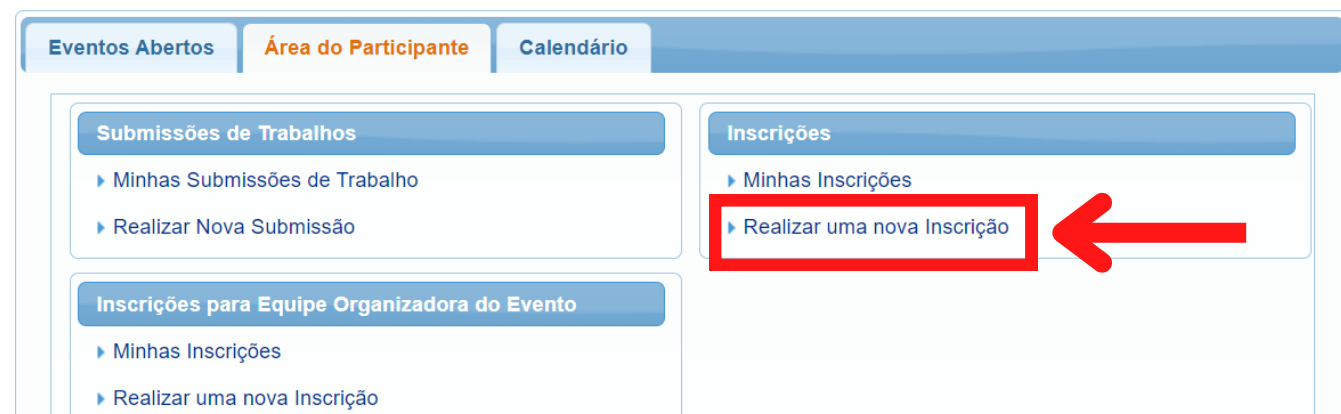 Eventos Abertos
Área do Participante
Calendário
Submissões de Trabalhos
Minhas Submissões de Trabalho
Realizar Nova Submissão
Inscrições
Minhas Inscrições
Realizar uma nova Inscrição
Inscrições para Equipe Organizadora do Evento
Minhas Inscrições
Realizar uma nova Inscrição